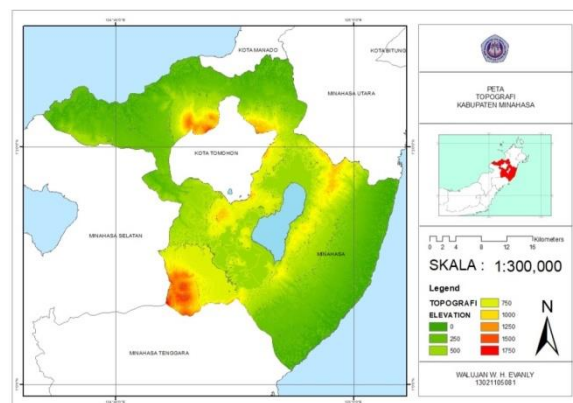 KOTA MANADO
KOTA BITUNG
MINAHASA UTARA
KOTA TOMOHON
MINAHASA SELATAN
MINAHASA
MINAHASA TENGGARA
PETA
TOPOGRAFI
KABUPATEN MINAHASA
0 2 4 8 12 16
Kilometers
SKALA : 1:300,000
Legend
TOPOGRAFI
ELEVATION
0
250
500
750
1000
1250
1500
1750
N
WALUJAN W. H. EVANLY
13021105081